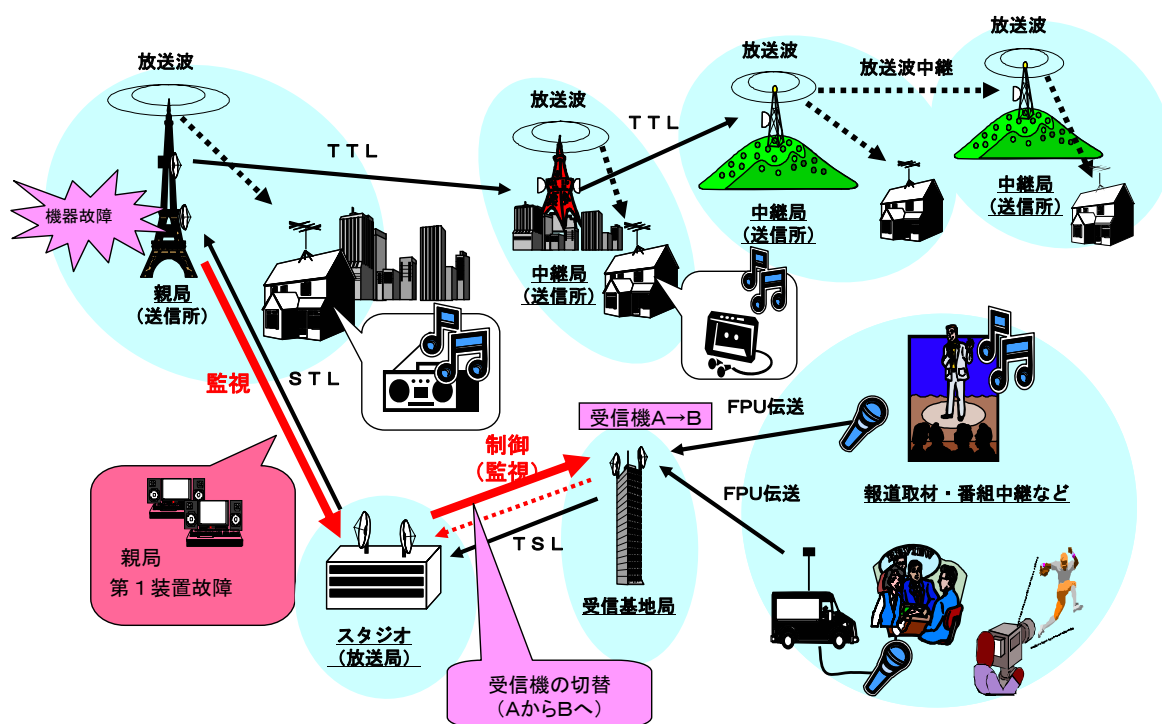 放送波
放送波
放送波
放送波
放送波中継
ＴＴＬ
ＴＴＬ
機器故障
親局
（送信所）
中継局
（送信所）
中継局
（送信所）
中継局
（送信所）
監視
ＳＴＬ
受信機A→B
FPU伝送
制御
（監視）
FPU伝送
報道取材・番組中継など
親局
第１装置故障
ＴＳＬ
受信基地局
スタジオ
（放送局）
受信機の切替
（AからBへ）